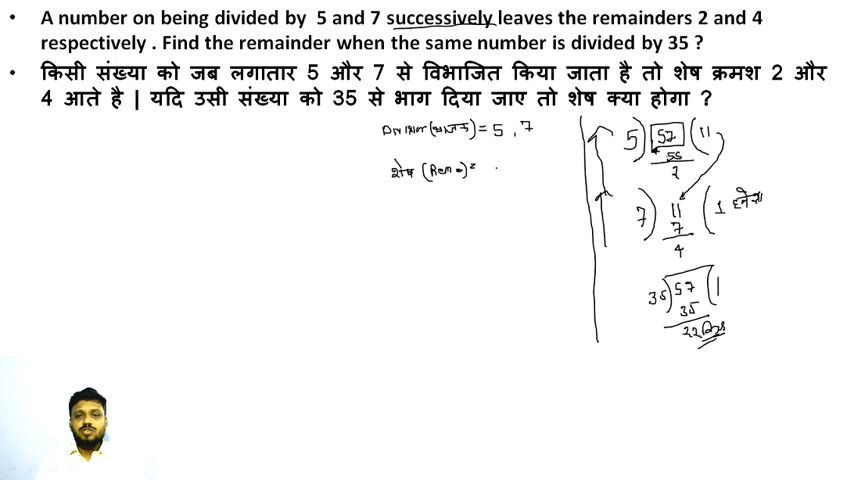 • A number on being divided by 5 and 7 successively leaves the remainders 2 and 4
respectively . Find the remainder when the same number is divided by 35 ?
• किसी संख्या को जब लगातार 5 और 7 से विभाजित किया जाता है तो शेष क्रमश 2 और
4 आते है | यदि उसी संख्या को 35 से भाग दिया जाए तो शेष क्या होगा ?
Divisor (भाजक) = 5 , 7
शेष (Rem
5) 57 (11
55
2
7) 11 (1
7
4
35) 57 (1
35
22